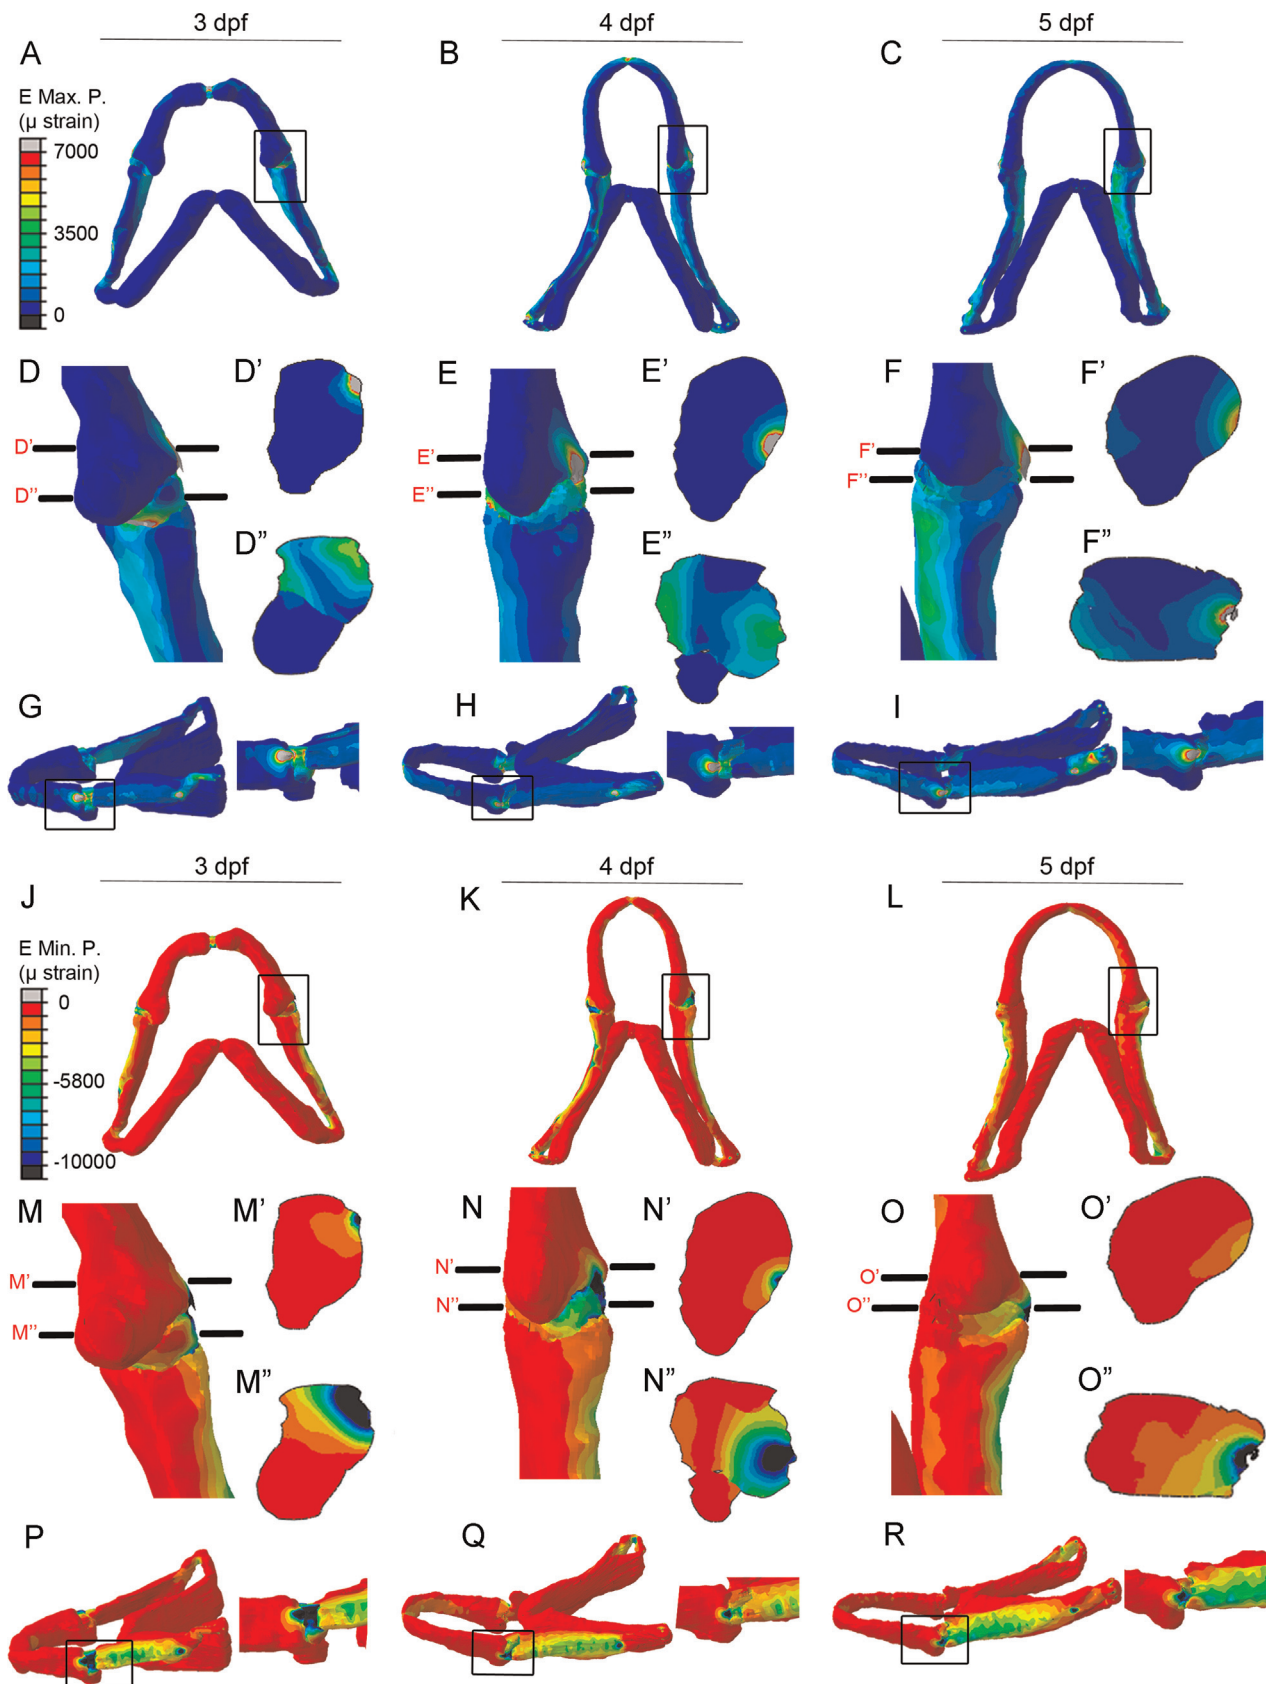 3 dpf
4 dpf
5 dpf
A
B
C
E Max. P.
(μ strain)
7000
3500
0
D
D'
E
E'
F
F'
D'
D''
E'
E''
F'
F''
D”
E”
F”
G
H
I
3 dpf
4 dpf
5 dpf
J
K
L
E Min. P.
(μ strain)
0
-5800
-10000
M
M'
N
N'
O
O'
M'
M''
N'
N''
O'
O''
M”
N”
O”
P
Q
R